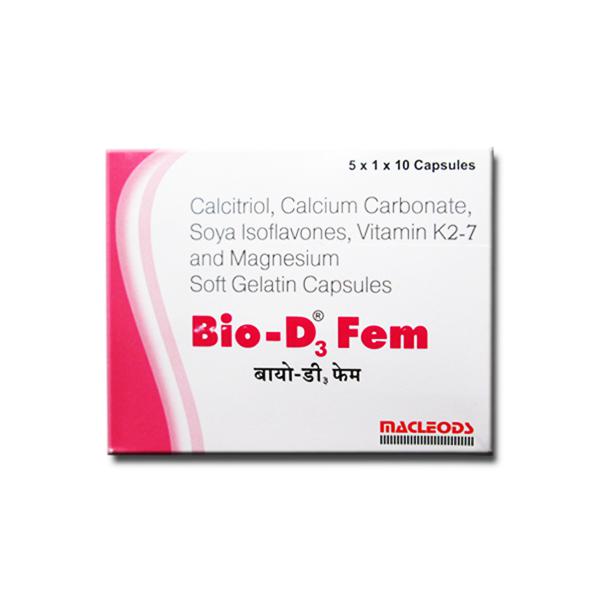 5 x 1 x 10 Capsules
Calcitriol, Calcium Carbonate,
Soya Isoflavones, Vitamin K2-7
and Magnesium
Soft Gelatin Capsules
Bio-D₃® Fem
बायो-डी₃ फेम
MACLEODS